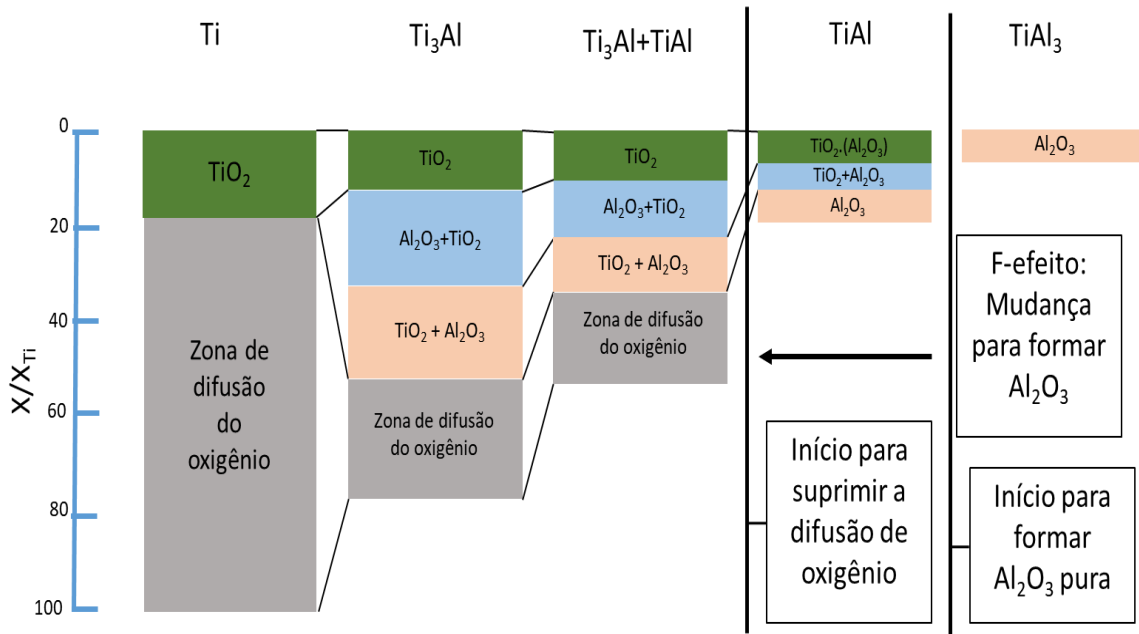 Ti
Ti₃Al
Ti₃Al+TiAl
TiAl
TiAl₃
X/X_Ti
0
20
40
60
80
100
TiO₂
Zona de
difusão
do
oxigênio
TiO₂
Al₂O₃+TiO₂
TiO₂ + Al₂O₃
Zona de difusão
do oxigênio
TiO₂
Al₂O₃+TiO₂
TiO₂ + Al₂O₃
Zona de difusão
do oxigênio
TiO₂.(Al₂O₃)
TiO₂+Al₂O₃
Al₂O₃
Início para
suprimir a
difusão de
oxigênio
Al₂O₃
F-efeito:
Mudança
para formar
Al₂O₃
Início para
formar
Al₂O₃ pura